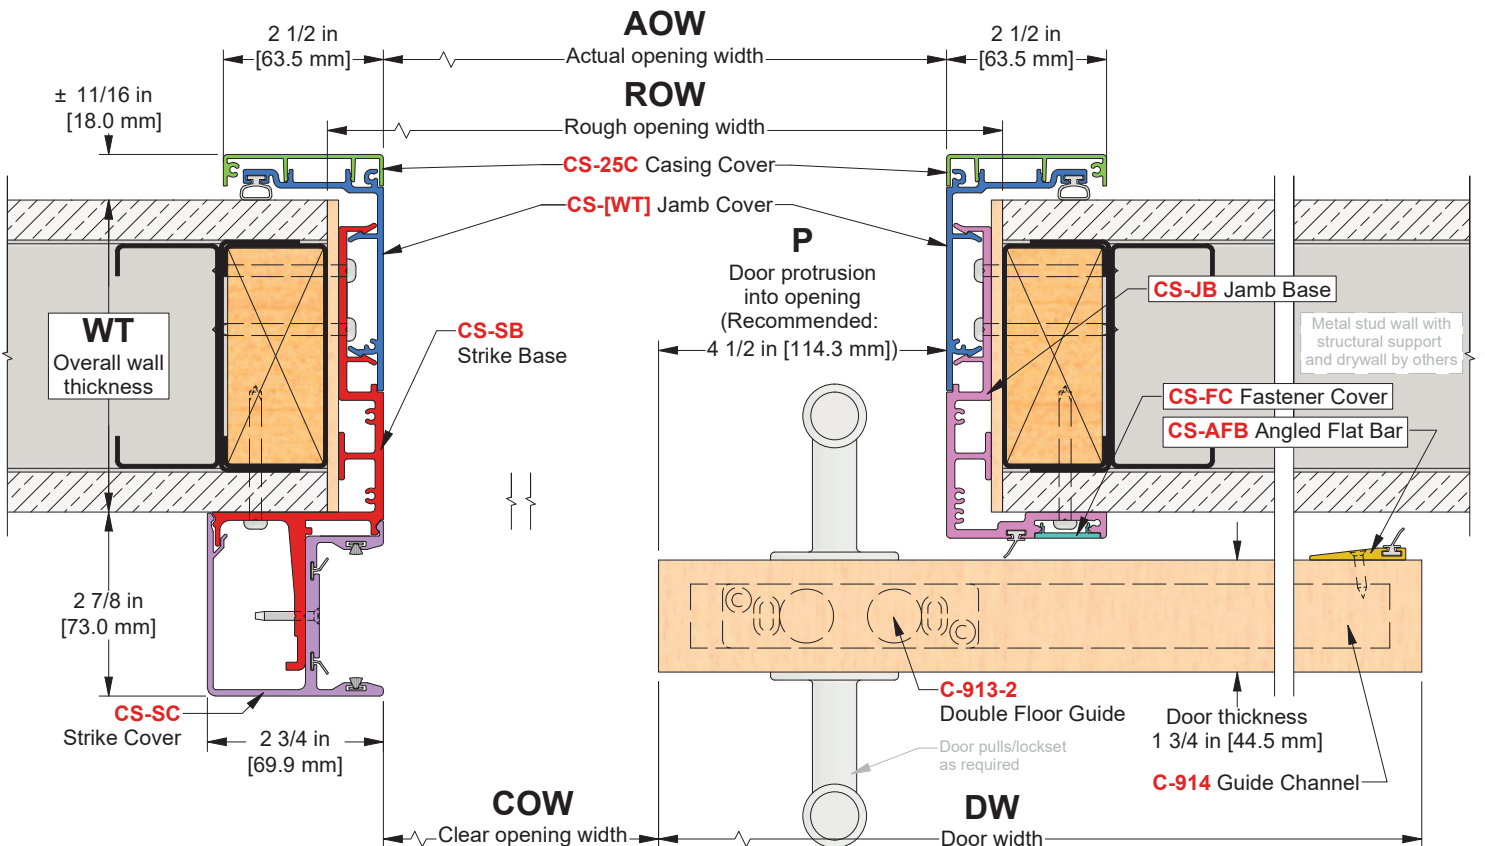 AOW
Actual opening width
2 1/2 in
[63.5 mm]
2 1/2 in
[63.5 mm]
± 11/16 in
[18.0 mm]
ROW
Rough opening width
CS-25C Casing Cover
CS-[WT] Jamb Cover
P
Door protrusion
into opening
(Recommended:
4 1/2 in [114.3 mm])
CS-JB Jamb Base
WT
Overall wall
thickness
CS-SB
Strike Base
Metal stud wall with
structural support
and drywall by others
CS-FC Fastener Cover
CS-AFB Angled Flat Bar
2 7/8 in
[73.0 mm]
CS-SC
Strike Cover
2 3/4 in
[69.9 mm]
C-913-2
Double Floor Guide
Door pulls/lockset
as required
Door thickness
1 3/4 in [44.5 mm]
C-914 Guide Channel
COW
Clear opening width
DW
Door width